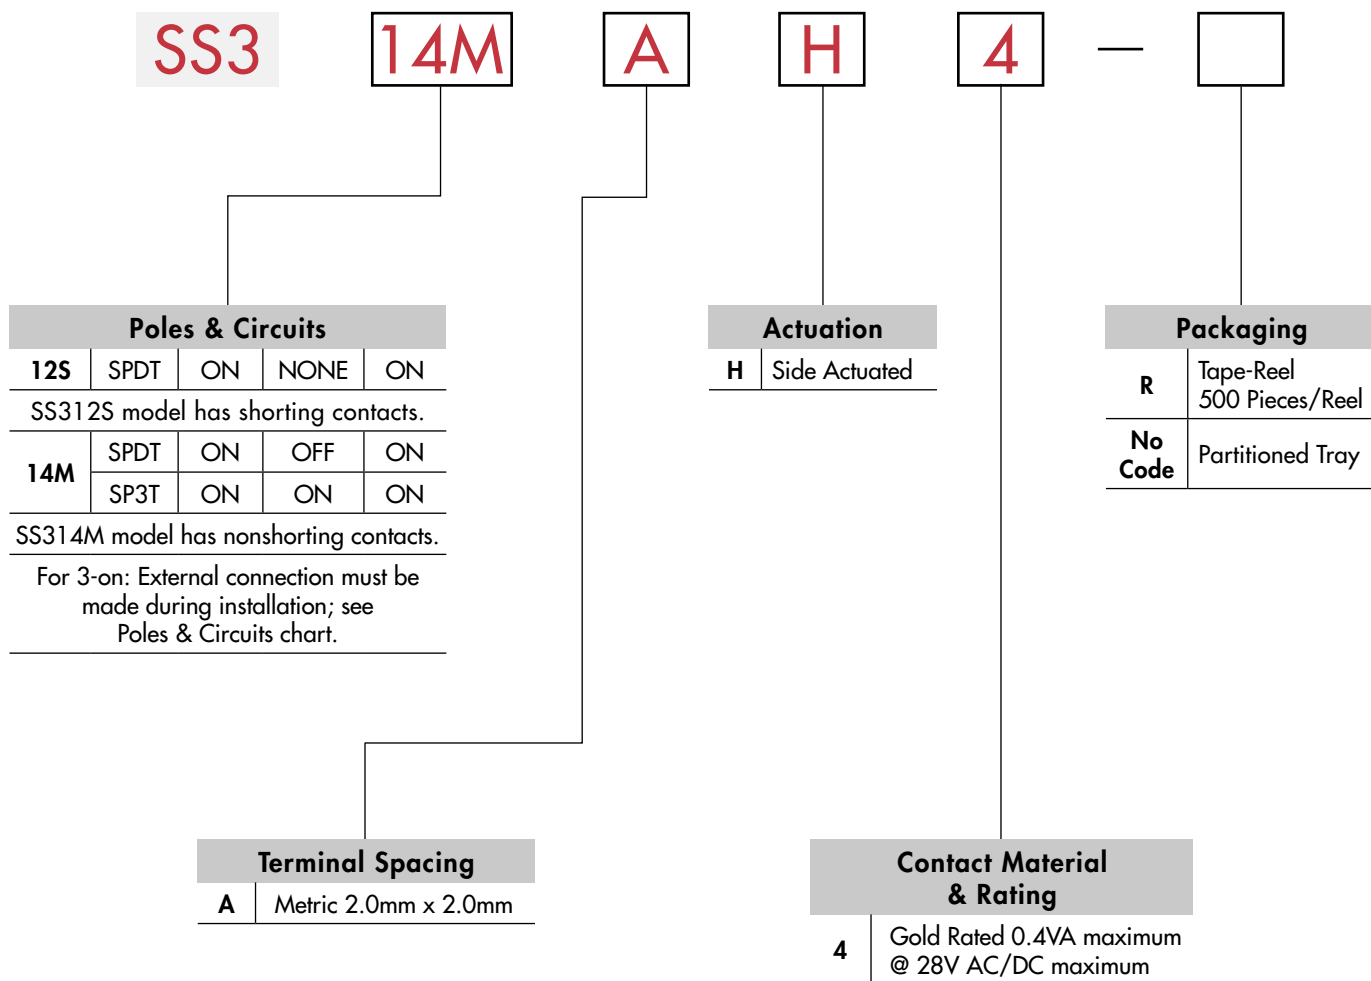 SS3 14M A H 4 —
Poles & Circuits
12S SPDT ON NONE ON
SS312S model has shorting contacts.
14M SPDT ON OFF ON
SP3T ON ON ON
SS314M model has nonshorting contacts.
For 3-on: External connection must be
made during installation; see
Poles & Circuits chart.
Actuation
H Side Actuated
Packaging
R Tape-Reel
500 Pieces/Reel
No
Code Partitioned Tray
Terminal Spacing
A Metric 2.0mm x 2.0mm
Contact Material
& Rating
4 Gold Rated 0.4VA maximum
@ 28V AC/DC maximum